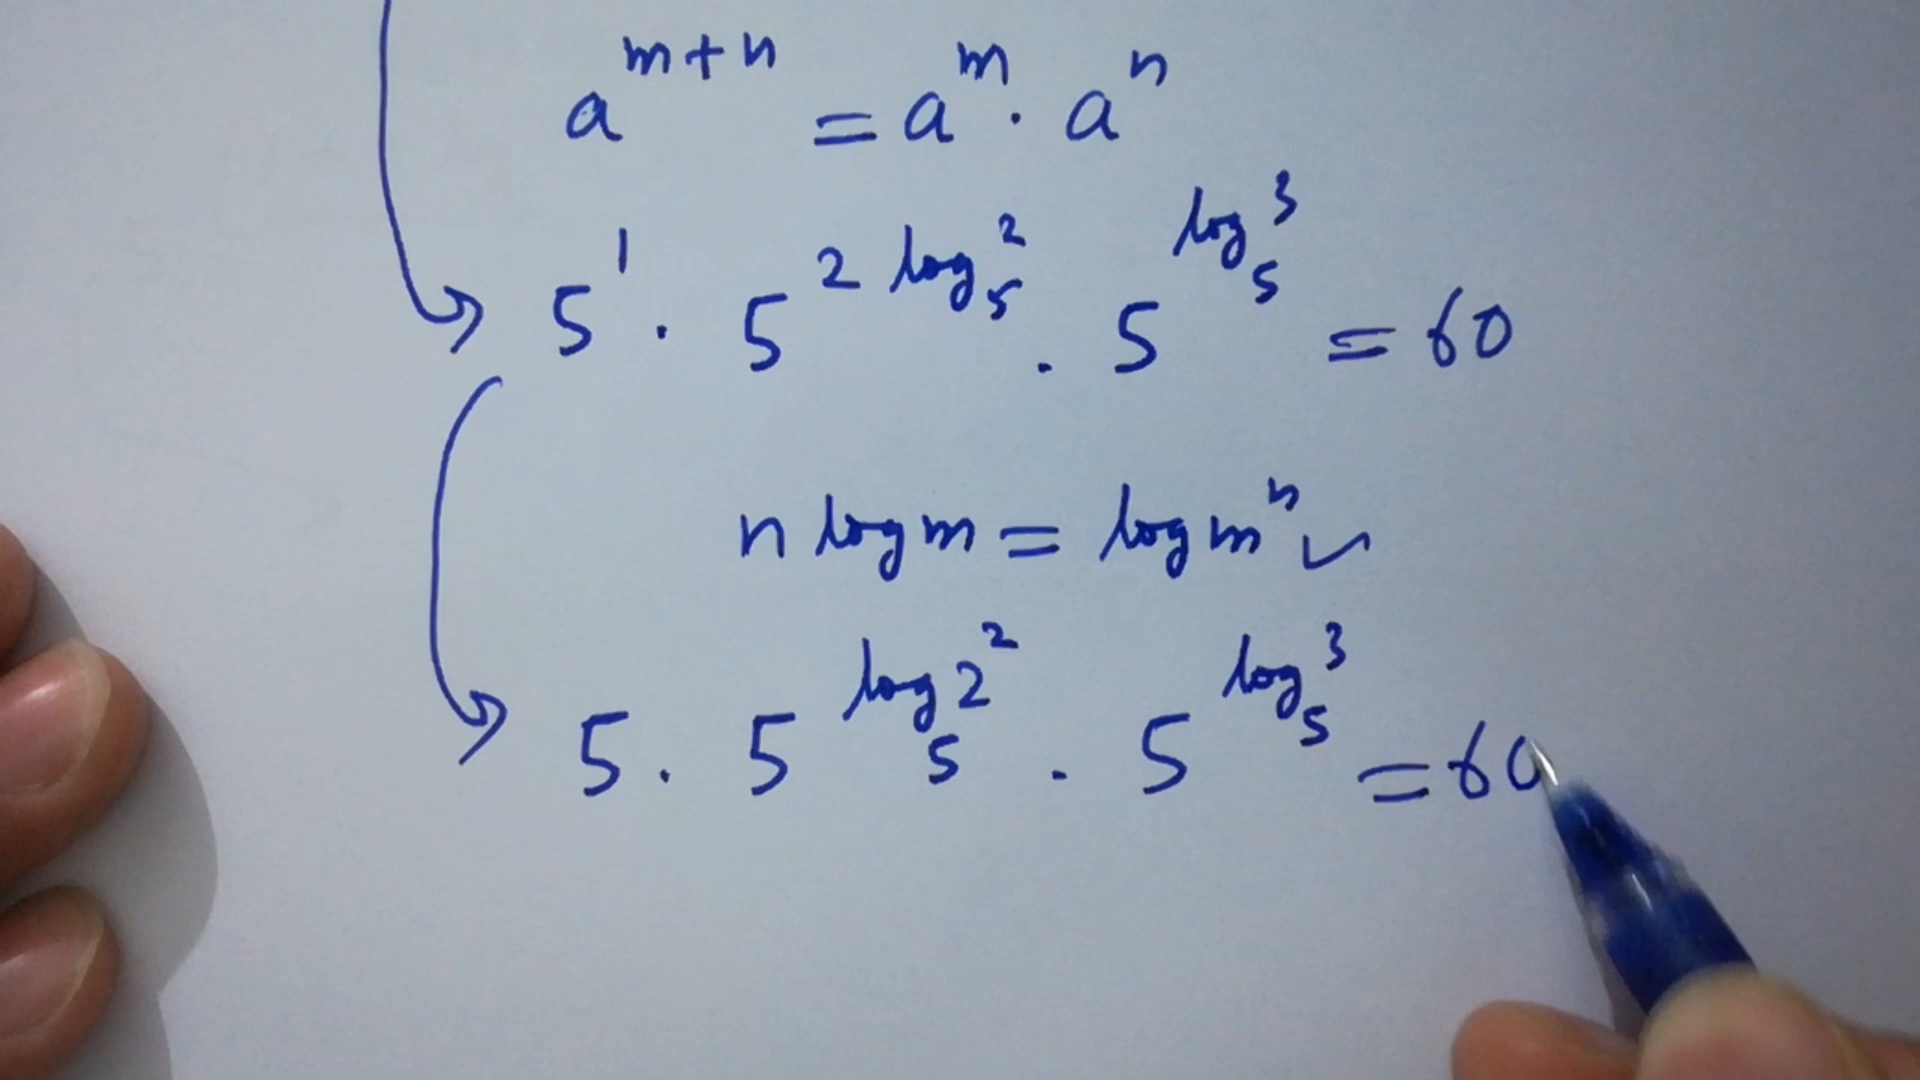 a^{m+n} = a^m · a^n
5^1 · 5^{2 log_5 2} · 5^{log_5 3} = 60
n log m = log m^n ✓
5 · 5^{log_5 2^2} · 5^{log_5 3} = 60